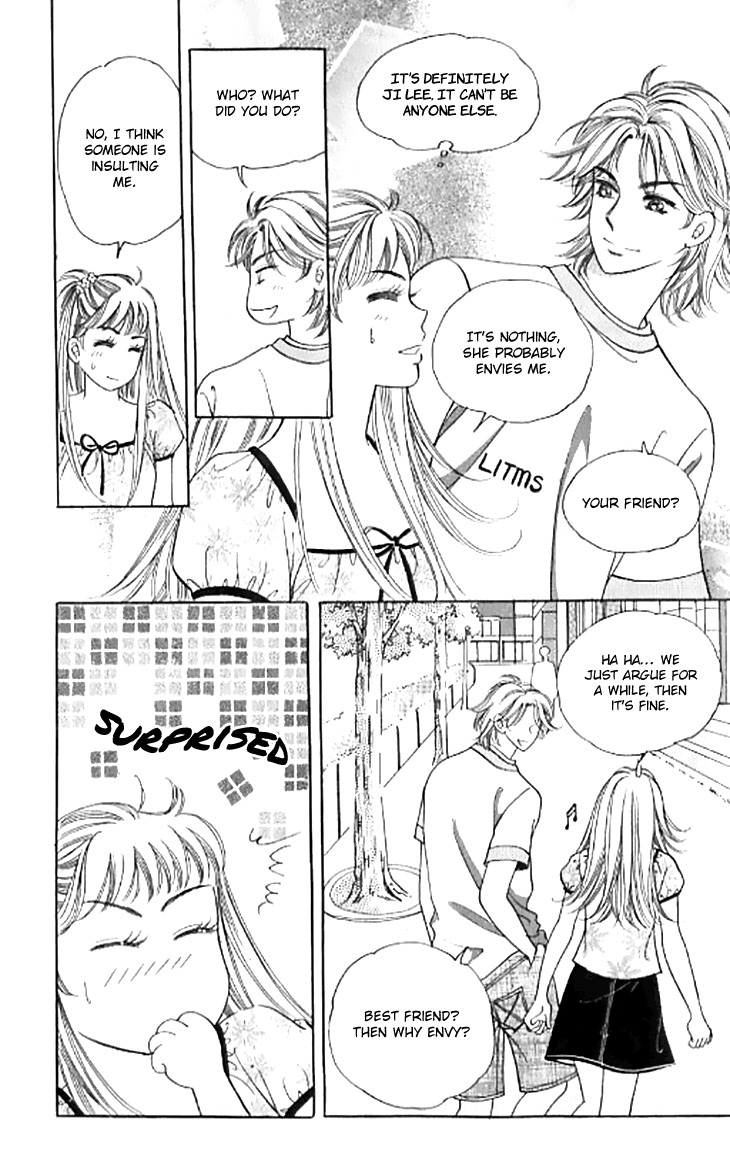 NO, I THINK
SOMEONE IS
INSULTING
ME.
WHO? WHAT
DID YOU DO?
IT'S DEFINITELY
JI LEE. IT CAN'T BE
ANYONE ELSE.
IT'S NOTHING,
SHE PROBABLY
ENVIES ME.
LITMS
YOUR FRIEND?
SURPRISED
HA HA... WE
JUST ARGUE FOR
A WHILE, THEN
IT'S FINE.
BEST FRIEND?
THEN WHY ENVY?